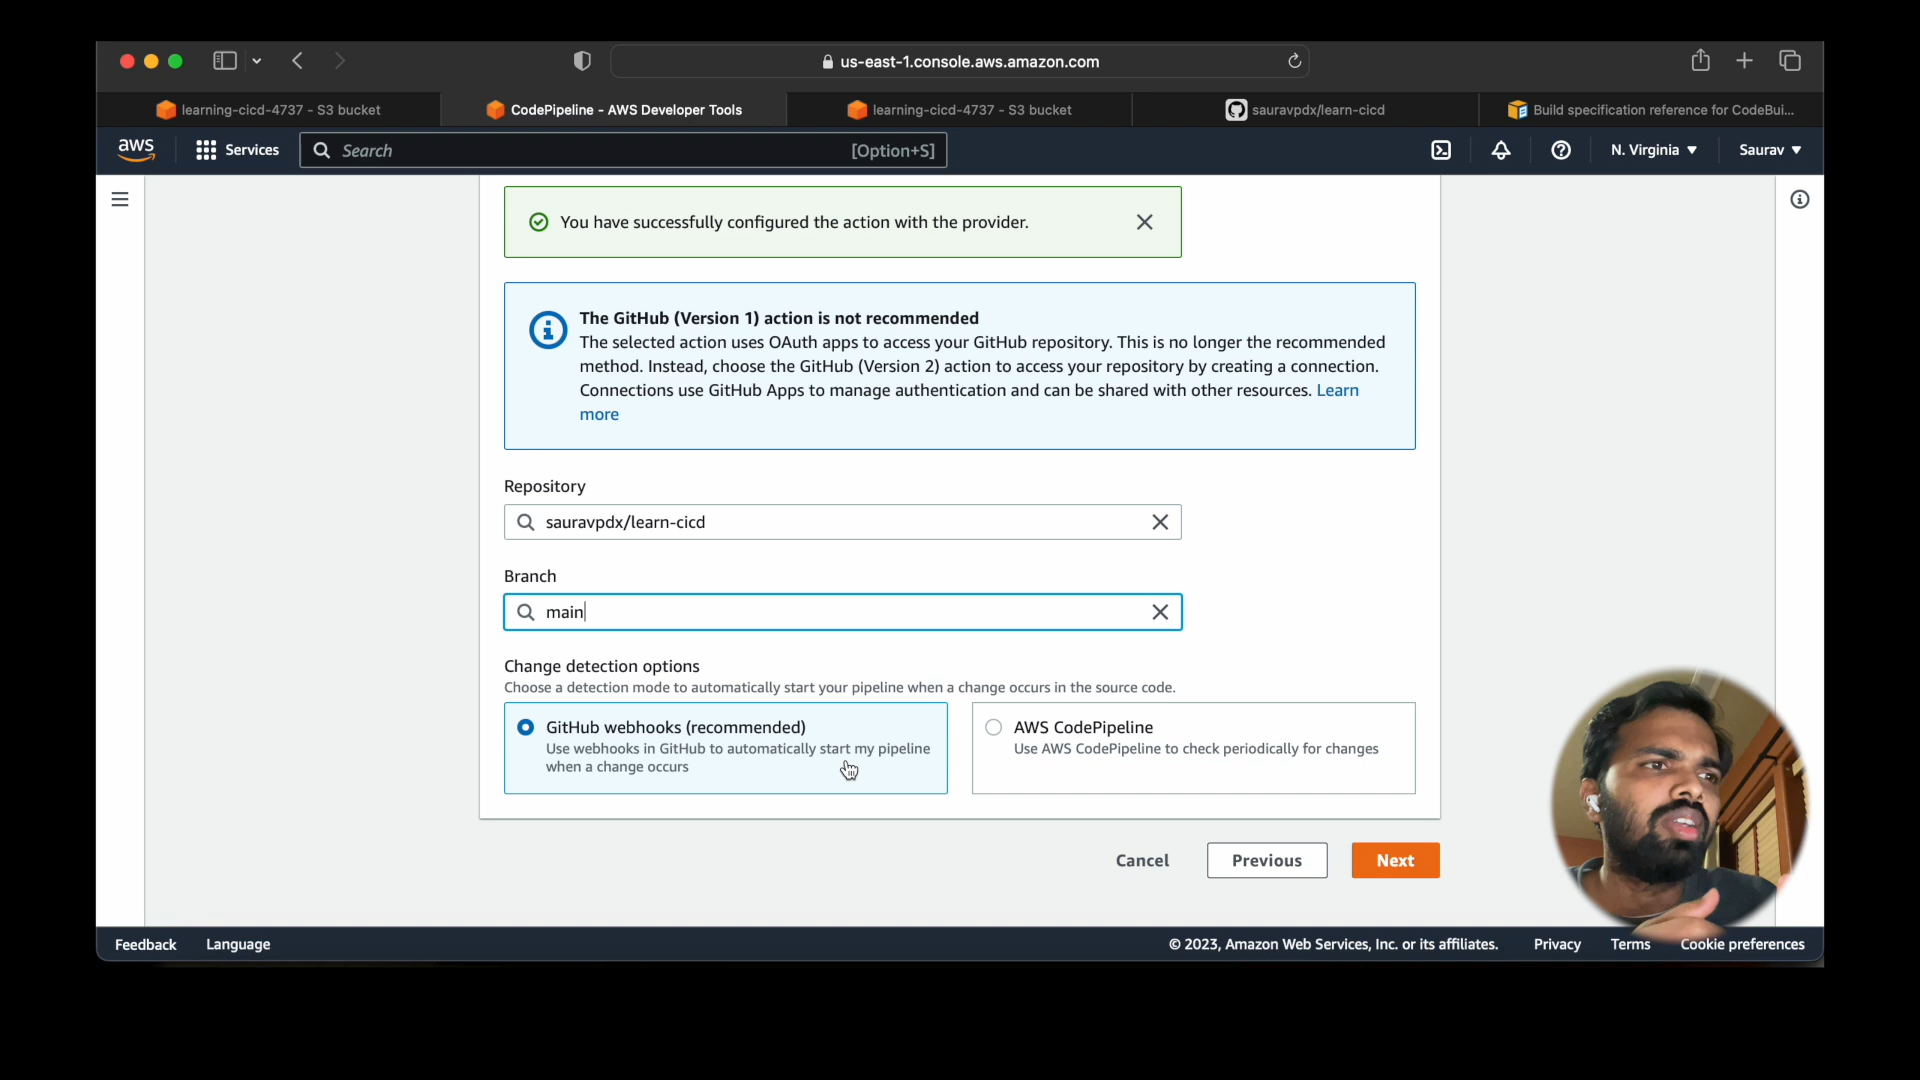 us-east-1.console.aws.amazon.com
learning-cicd-4737 - S3 bucket
CodePipeline - AWS Developer Tools
learning-cicd-4737 - S3 bucket
sauravpdx/learn-cicd
Build specification reference for CodeBui...
aws
Services
Search
[Option+S]
N. Virginia
Saurav
You have successfully configured the action with the provider.
The GitHub (Version 1) action is not recommended
The selected action uses OAuth apps to access your GitHub repository. This is no longer the recommended
method. Instead, choose the GitHub (Version 2) action to access your repository by creating a connection.
Connections use GitHub Apps to manage authentication and can be shared with other resources. Learn
more
Repository
sauravpdx/learn-cicd
Branch
main
Change detection options
Choose a detection mode to automatically start your pipeline when a change occurs in the source code.
GitHub webhooks (recommended)
Use webhooks in GitHub to automatically start my pipeline
when a change occurs
AWS CodePipeline
Use AWS CodePipeline to check periodically for changes
Cancel
Previous
Next
Feedback
Language
© 2023, Amazon Web Services, Inc. or its affiliates.
Privacy
Terms
Cookie preferences